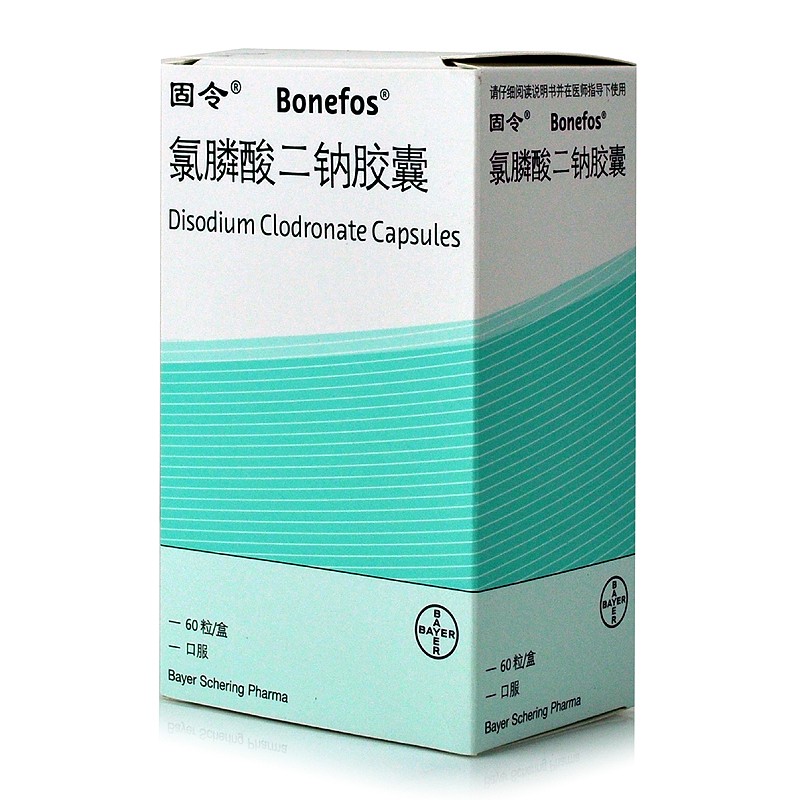 固令® Bonefos®
氯膦酸二钠胶囊
Disodium Clodronate Capsules
一 60粒/盒
一 口服
Bayer Schering Pharma
BAYER
BAYER
请仔细阅读说明书并在医师指导下使用
固令® Bonefos®
氯膦酸二钠胶囊
一 60粒/盒
一 口服
Bayer Schering Pharma
BAYER
BAYER